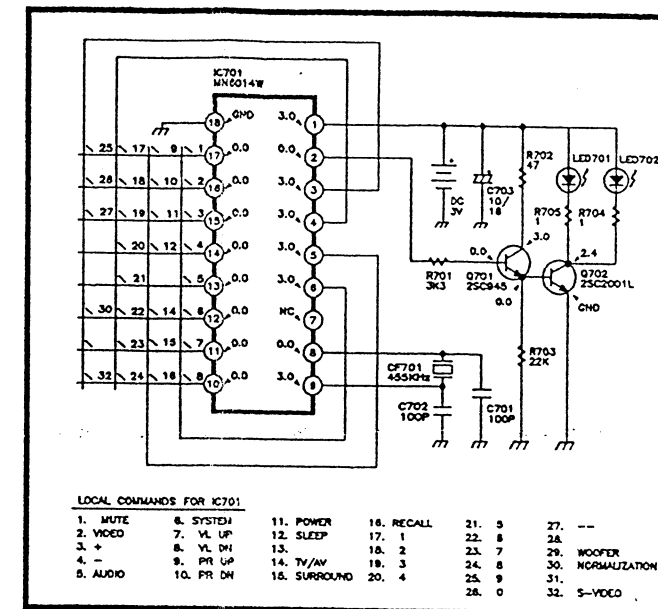 IC701
MN6014W
18 GND 3.0 1
25 17 9 1 17 0.0 0.0 2
28 18 10 2 16 0.0 3.0 3
27 19 11 3 15 0.0 3.0 4
20 12 4 14 0.0 3.0 5
21 5 13 0.0 3.0 6
30 22 14 6 12 0.0 NC 7
23 15 7 11 0.0 0.0 8
32 24 16 8 10 0.0 3.0 9
DC
3V
C703
10/
16
R702
47
LED701
LED702
R705
1
R704
1
3.0
2.4
0.0
R701
3K3
Q701
2SC945
0.0
Q702
2SC2001L
GND
R703
22K
CF701
455KHz
C702
100P
C701
100P
LOCAL COMMANDS FOR IC701
1. MUTE
2. VIDEO
3. +
4. -
5. AUDIO
6. SYSTEM
7. VL UP
8. VL DN
9. PR UP
10. PR DN
11. POWER
12. SLEEP
13.
14. TV/AV
15. SURROUND
16. RECALL
17. 1
18. 2
19. 3
20. 4
21. 5
22. 6
23. 7
24. 8
25. 9
26. 0
27. --
28.
29. WOOFER
30. NORMALIZATION
31.
32. S-VIDEO